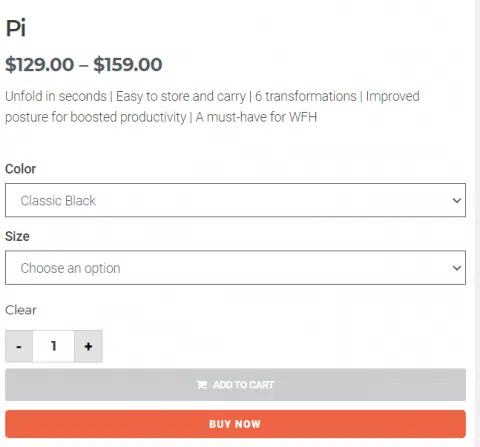 Pi
$129.00 – $159.00
Unfold in seconds | Easy to store and carry | 6 transformations | Improved
posture for boosted productivity | A must-have for WFH
Color
Classic Black
Size
Choose an option
Clear
- 1 +
ADD TO CART
BUY NOW